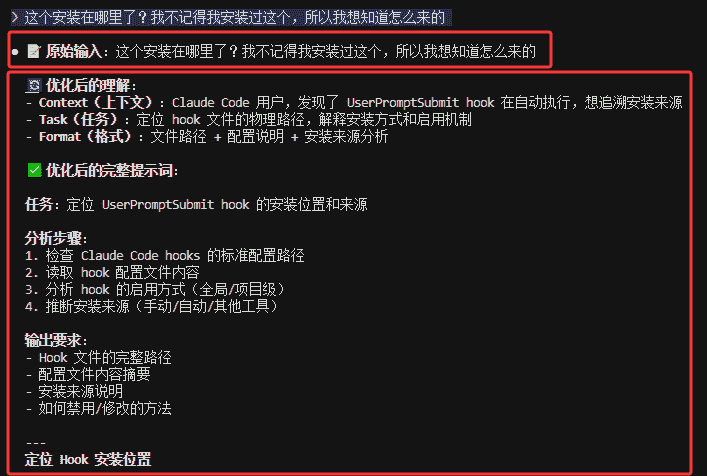 > 这个安装在哪里了？我不记得我安装过这个，所以我想知道怎么来的
● 📝 原始输入：这个安装在哪里了？我不记得我安装过这个，所以我想知道怎么来的
🔄 优化后的理解：
- Context（上下文）：Claude Code 用户，发现了 UserPromptSubmit hook 在自动执行，想追溯安装来源
- Task（任务）：定位 hook 文件的物理路径，解释安装方式和启用机制
- Format（格式）：文件路径 + 配置说明 + 安装来源分析
✅ 优化后的完整提示词：
任务：定位 UserPromptSubmit hook 的安装位置和来源
分析步骤：
1. 检查 Claude Code hooks 的标准配置路径
2. 读取 hook 配置文件内容
3. 分析 hook 的启用方式（全局/项目级）
4. 推断安装来源（手动/自动/其他工具）
输出要求：
- Hook 文件的完整路径
- 配置文件内容摘要
- 安装来源说明
- 如何禁用/修改的方法
---
定位 Hook 安装位置